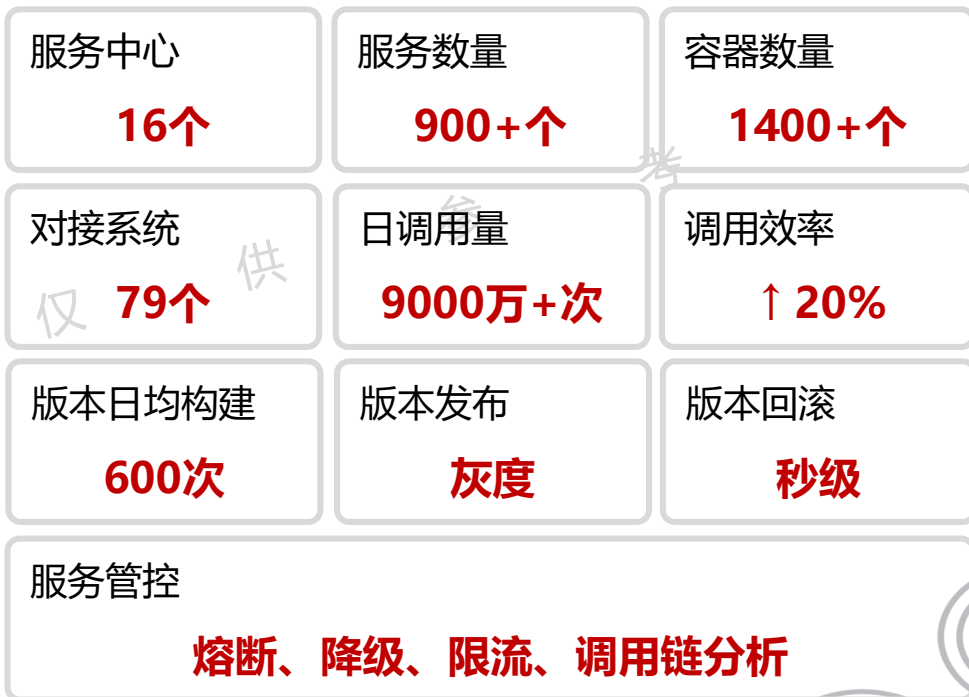 服务中心
16个
服务数量
900+个
容器数量
1400+个
对接系统
79个
日调用量
9000万+次
调用效率
↑20%
版本日均构建
600次
版本发布
灰度
版本回滚
秒级
服务管控
熔断、降级、限流、调用链分析
仅供参考